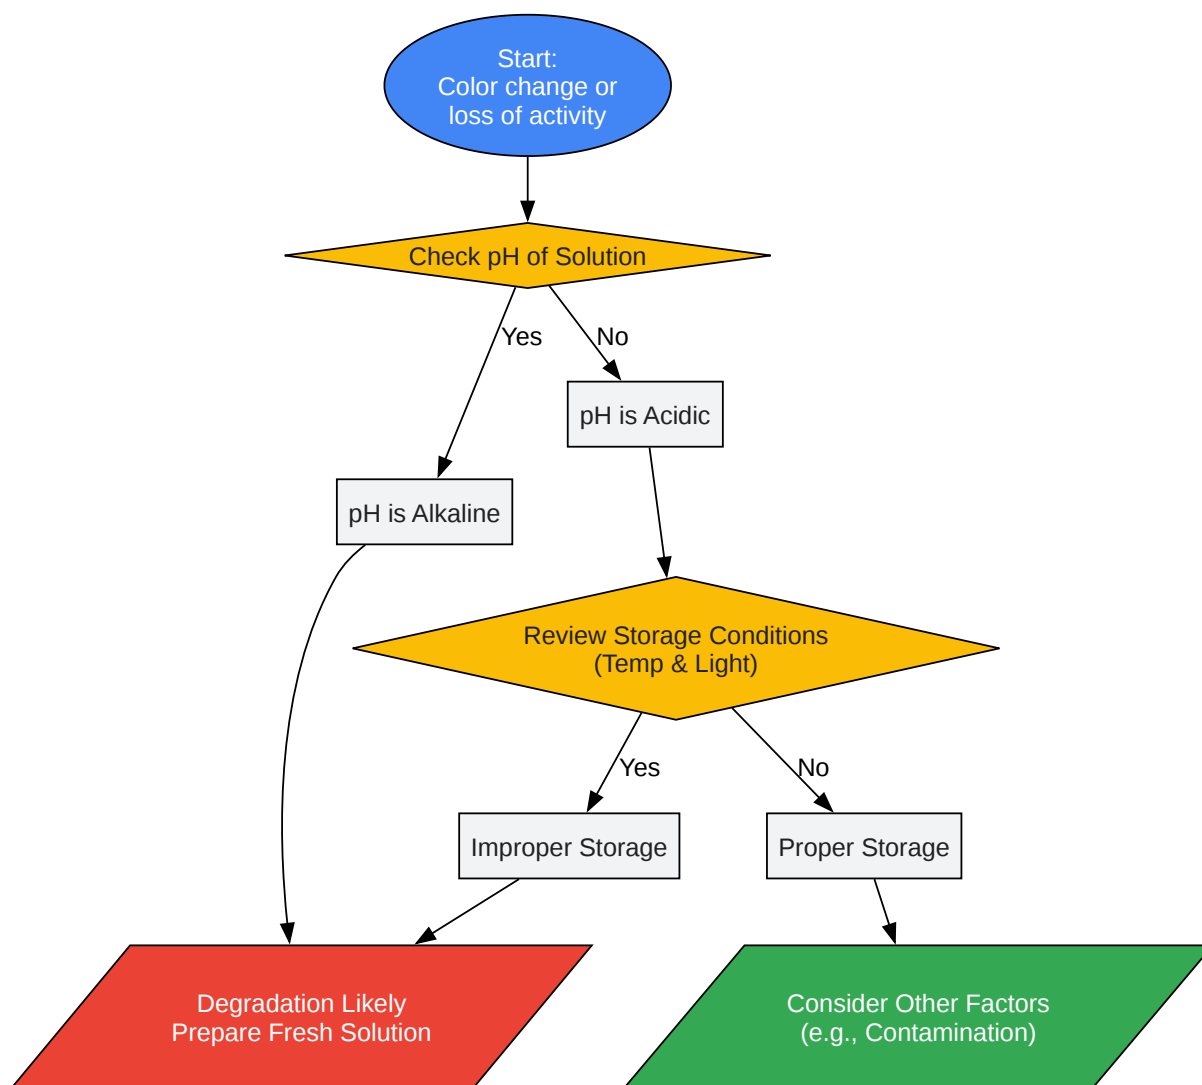 Start:
Color change or
loss of activity
Check pH of Solution
Yes
No
pH is Acidic
pH is Alkaline
Review Storage Conditions
(Temp & Light)
Yes
No
Improper Storage
Proper Storage
Degradation Likely
Prepare Fresh Solution
Consider Other Factors
(e.g., Contamination)